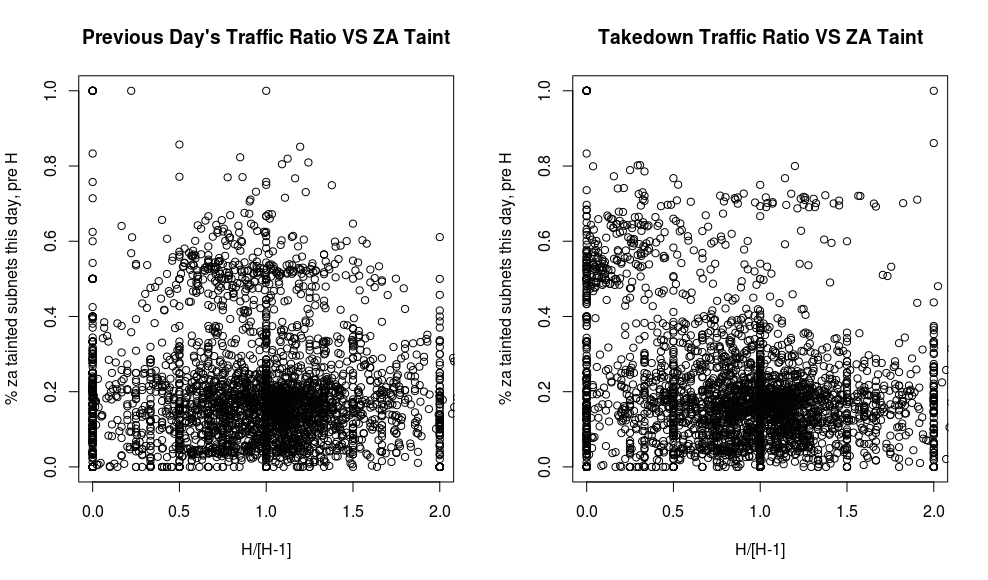 Previous Day's Traffic Ratio VS ZA Taint
% za tainted subnets this day, pre H
1.0
0.8
0.6
0.4
0.2
0.0
0.0 0.5 1.0 1.5 2.0
H/[H-1]
Takedown Traffic Ratio VS ZA Taint
% za tainted subnets this day, pre H
1.0
0.8
0.6
0.4
0.2
0.0
0.0 0.5 1.0 1.5 2.0
H/[H-1]